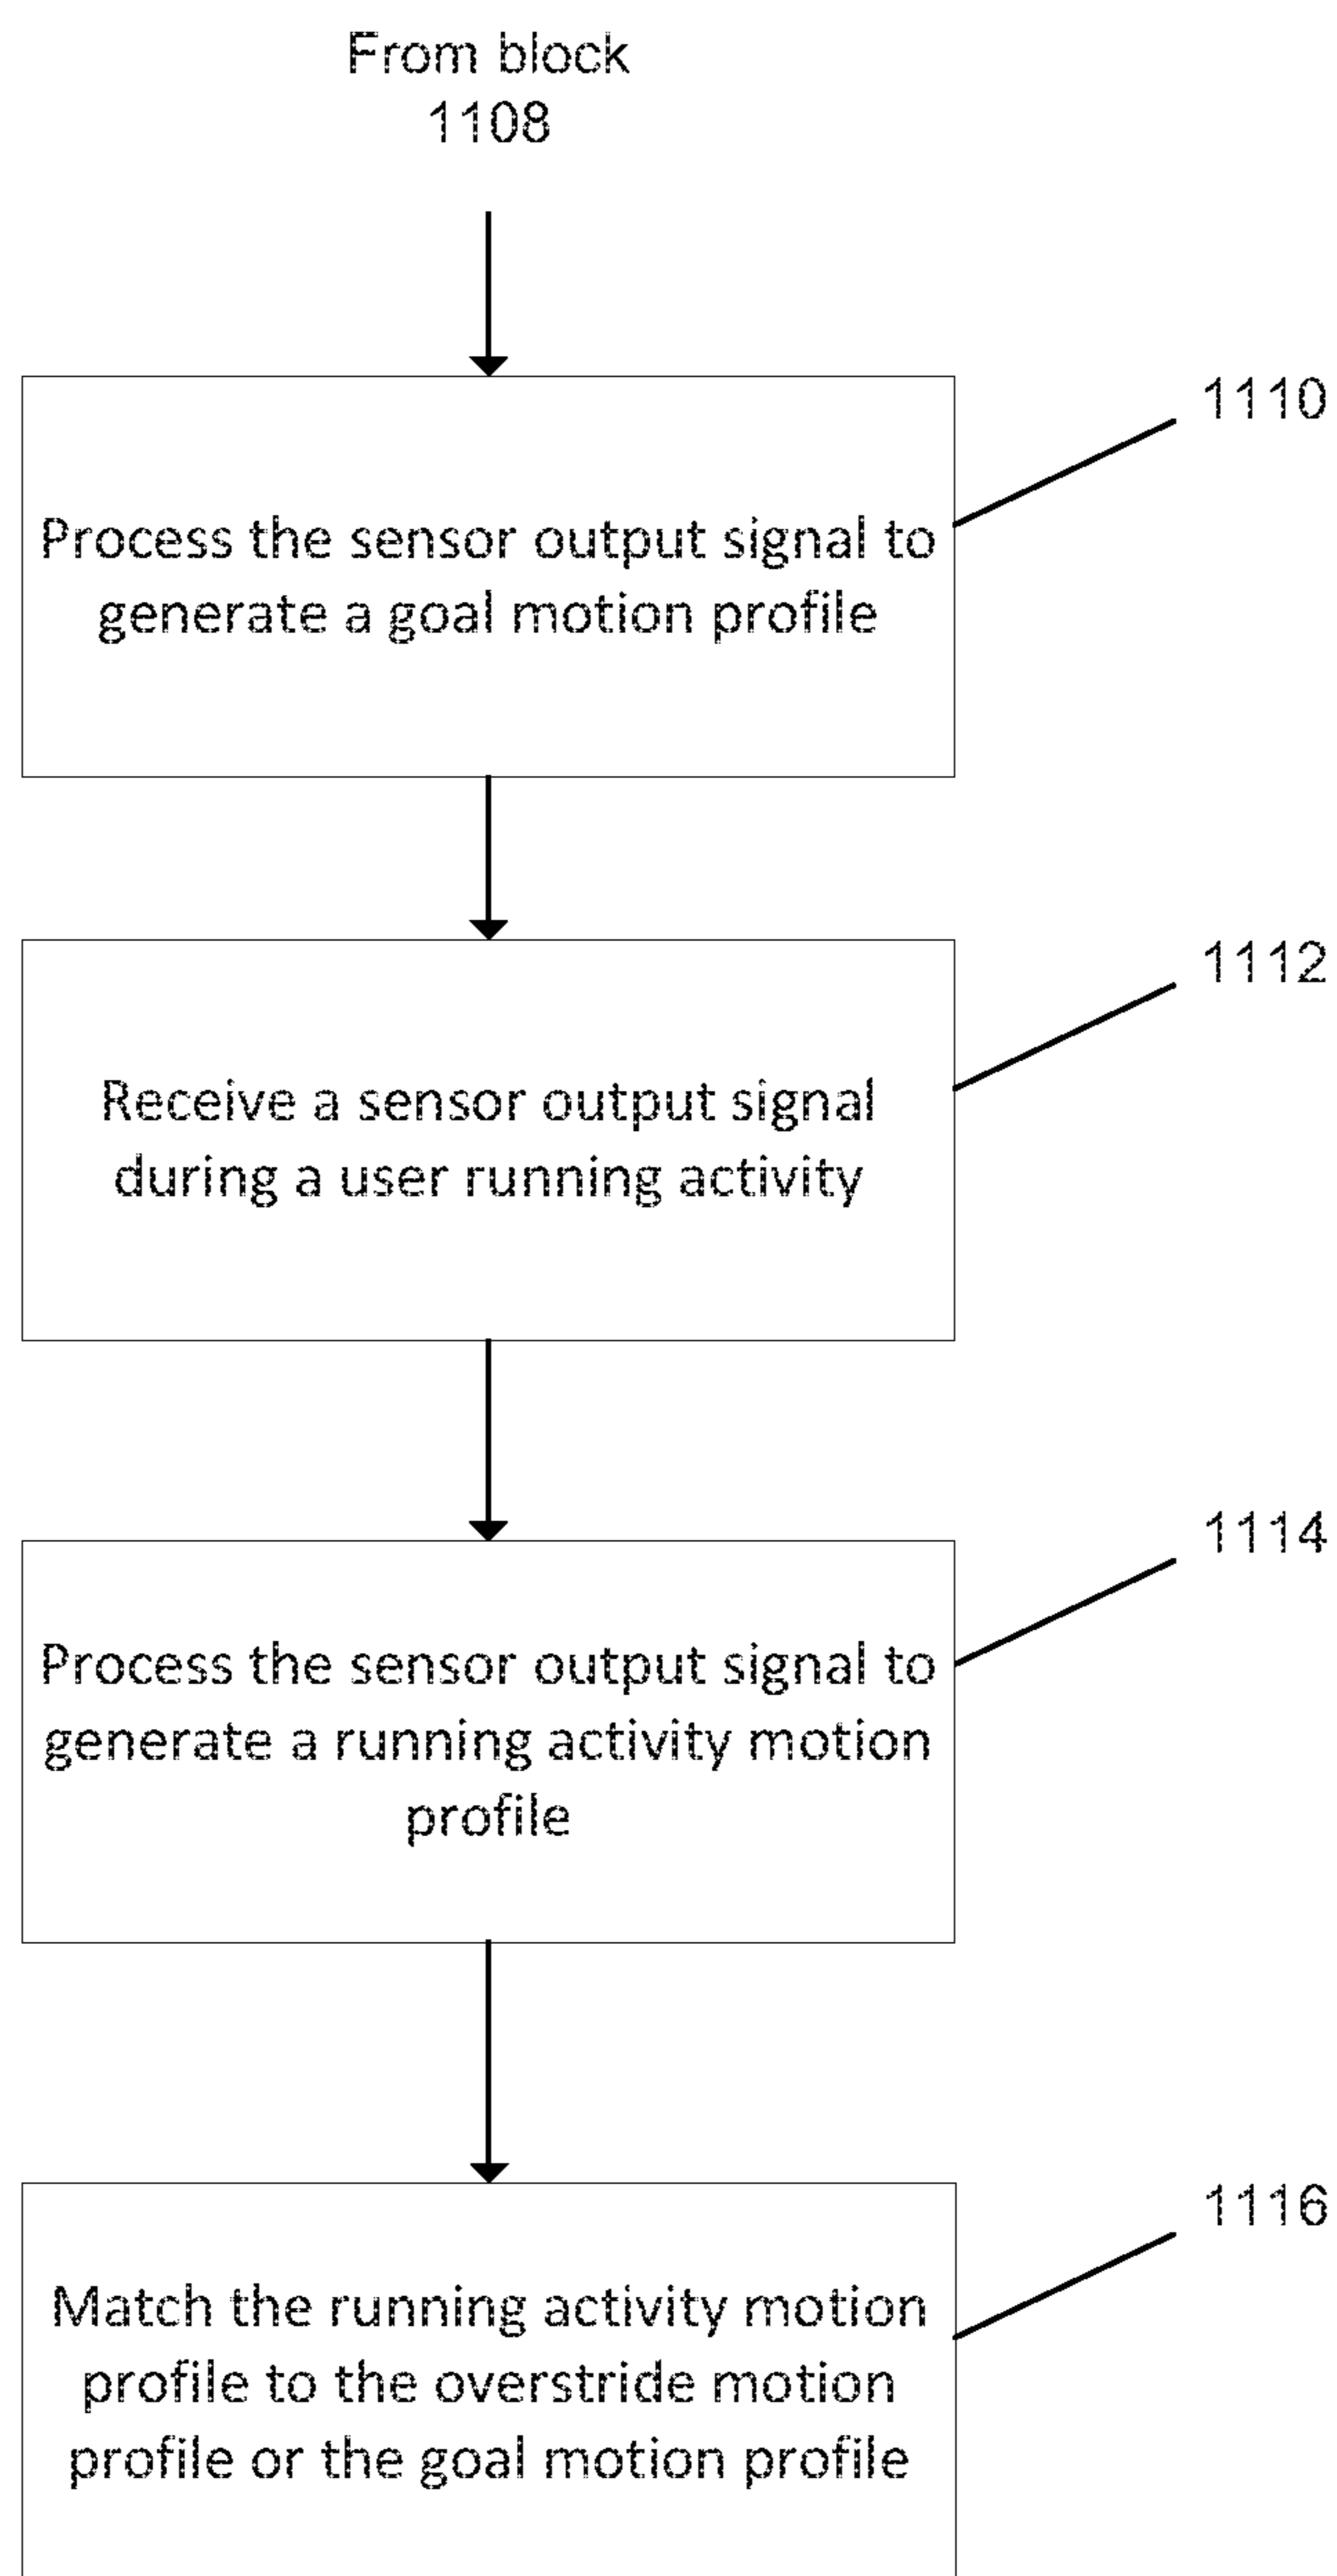 From block
1108
1110
Process the sensor output signal to
generate a goal motion profile
1112
Receive a sensor output signal
during a user running activity
1114
Process the sensor output signal to
generate a running activity motion
profile
1116
Match the running activity motion
profile to the overstride motion
profile or the goal motion profile